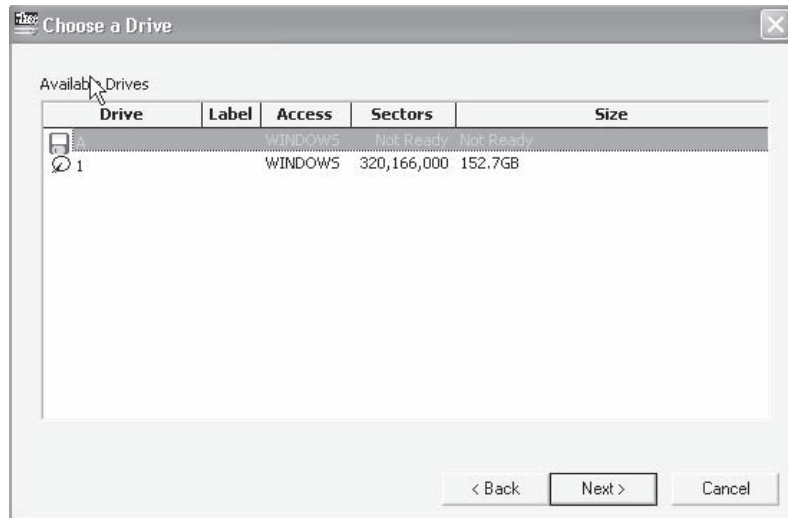 Choose a Drive
Available Drives
Drive Label Access Sectors Size
A WINDOWS Not Ready Not Ready
1 WINDOWS 320,166,000 152.7GB
< Back Next > Cancel